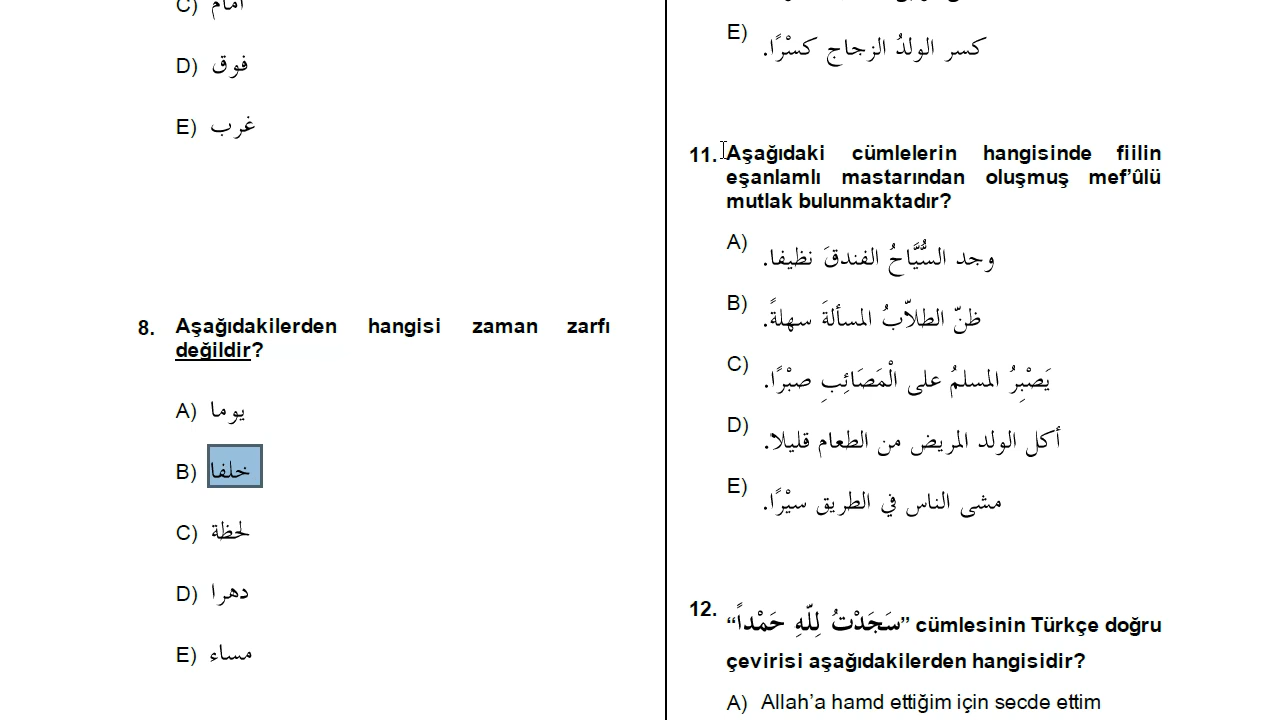 C) أمام
D) فوق
E) غرب
8. Aşağıdakilerden hangisi zaman zarfı
değildir?
A) يوما
B) خلفا
C) لحظة
D) دهرا
E) مساء
E) كسر الولدُ الزجاج كسْرًا.
11. Aşağıdaki cümlelerin hangisinde fiilin
eşanlamlı mastarından oluşmuş mef’ûlü
mutlak bulunmaktadır?
A) وجد السُّيَّاحُ الفندقَ نظيفا.
B) ظنّ الطلاّبُ المسألةَ سهلةً.
C) يَصْبِرُ المسلمُ على الْمَصَائِبِ صبْرًا.
D) أكل الولد المريض من الطعام قليلا.
E) مشى الناس في الطريق سيْرًا.
12. “سَجَدْتُ لِلّهِ حَمْداً” cümlesinin Türkçe doğru
çevirisi aşağıdakilerden hangisidir?
A) Allah’a hamd ettiğim için secde ettim